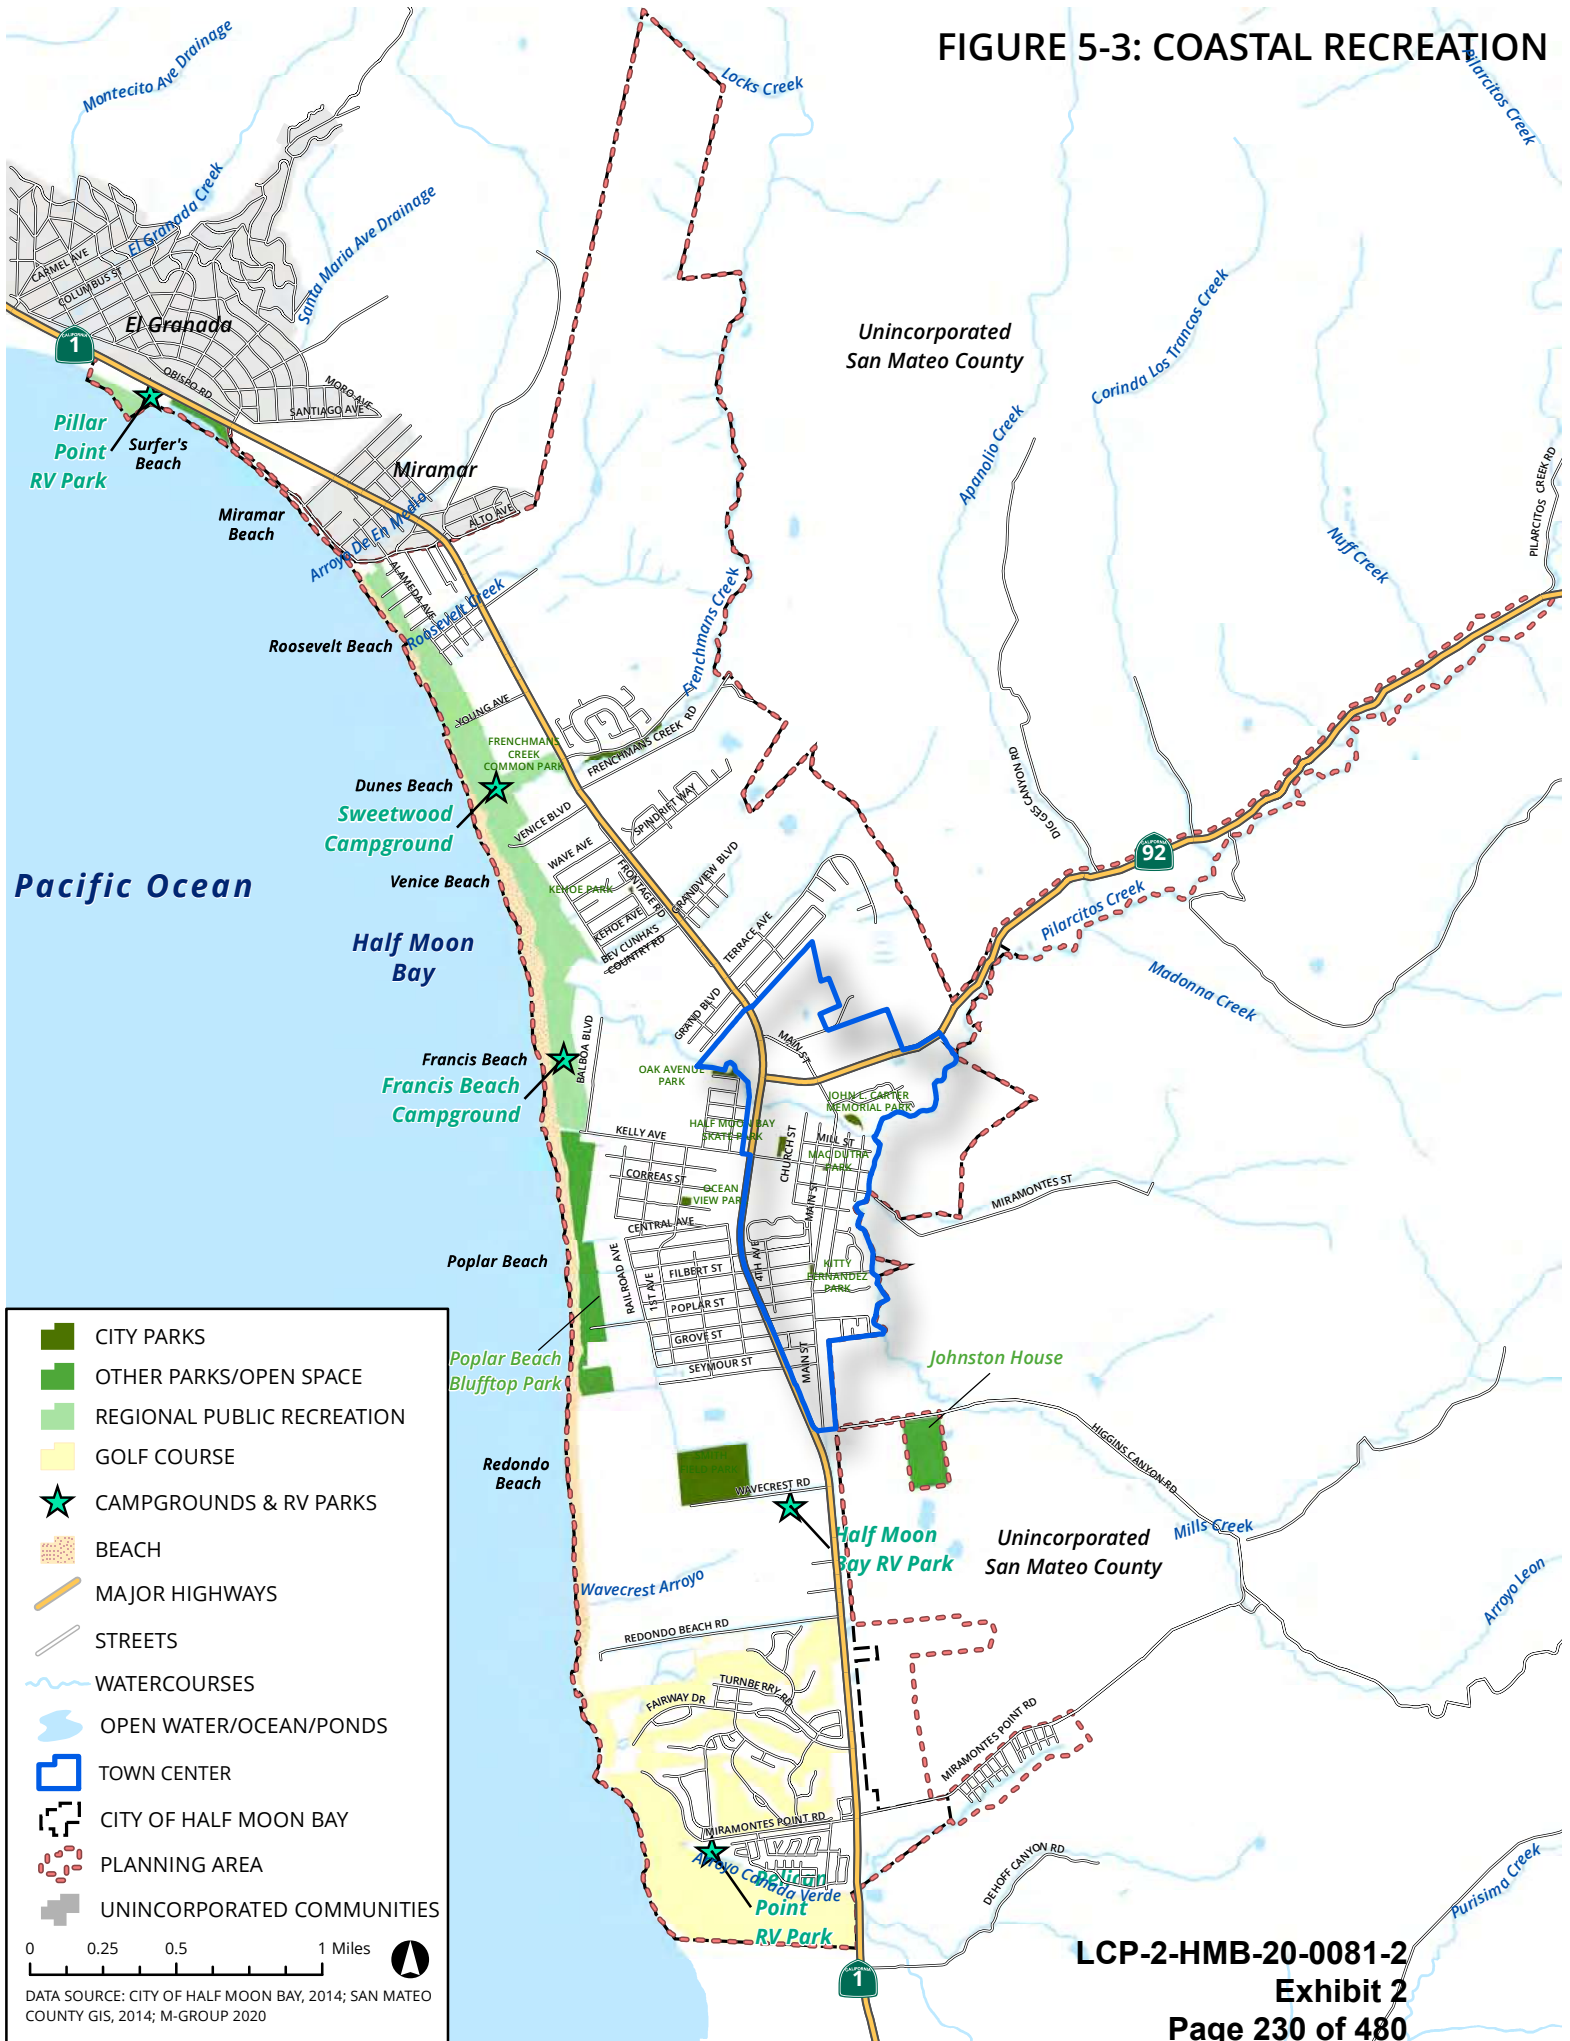 FIGURE 5-3: COASTAL RECREATION
Montecito Ave Drainage
Locks Creek
Pilarcitos Creek
El Granada Creek
Santa Maria Ave Drainage
CARMEL AVE
COLUMBUS ST
El Granada
CALIFORNIA
1
OBISPO RD
MORO AVE
SANTIAGO AVE
Unincorporated
San Mateo County
Corinda Los Trancos Creek
Apanolio Creek
Pillar
Point
RV Park
Surfer's
Beach
Miramar
ALTO AVE
Miramar
Beach
Arroyo De En Medio
PILARCITOS CREEK RD
Nuff Creek
ALAMEDA AVE
Roosevelt Creek
Frenchmans Creek
Roosevelt Beach
YOUNG AVE
FRENCHMANS
CREEK
COMMON PARK
FRENCHMANS CREEK RD
Dunes Beach
Sweetwood
Campground
VENICE BLVD
SPINDRIFT WAY
DIGGES CANYON RD
CALIFORNIA
92
WAVE AVE
FRONTAGE RD
GRANDVIEW BLVD
Venice Beach
KEHOE PARK
Pacific Ocean
KEHOE AVE
BEV CUNHA'S
COUNTRY RD
TERRACE AVE
Pilarcitos Creek
Half Moon
Bay
Madonna Creek
GRAND BLVD
MAIN ST
BALBOA BLVD
Francis Beach
Francis Beach
Campground
OAK AVENUE
PARK
JOHN L. CARTER
MEMORIAL PARK
KELLY AVE
HALF MOON BAY
SKATE PARK
CHURCH ST
MILL ST
MAC DUTRA
PARK
CORREAS ST
OCEAN
VIEW PARK
MAIN ST
MIRAMONTES ST
CENTRAL AVE
Poplar Beach
RAILROAD AVE
1ST AVE
FILBERT ST
4TH AVE
KITTY
FERNANDEZ
PARK
POPLAR ST
GROVE ST
SEYMOUR ST
MAIN ST
Poplar Beach
Blufftop Park
Johnston House
HIGGINS CANYON RD
Redondo
Beach
WAVECREST RD
Half Moon
Bay RV Park
Unincorporated
San Mateo County
Mills Creek
Arroyo Leon
Wavecrest Arroyo
REDONDO BEACH RD
TURNBERRY RD
FAIRWAY DR
MIRAMONTES POINT RD
MIRAMONTES POINT RD
Arroyo Canada Verde
Pelican
Point
RV Park
DEHOFF CANYON RD
Purisima Creek
CALIFORNIA
1
CITY PARKS
OTHER PARKS/OPEN SPACE
REGIONAL PUBLIC RECREATION
GOLF COURSE
CAMPGROUNDS & RV PARKS
BEACH
MAJOR HIGHWAYS
STREETS
WATERCOURSES
OPEN WATER/OCEAN/PONDS
TOWN CENTER
CITY OF HALF MOON BAY
PLANNING AREA
UNINCORPORATED COMMUNITIES
0 0.25 0.5 1 Miles
DATA SOURCE: CITY OF HALF MOON BAY, 2014; SAN MATEO
COUNTY GIS, 2014; M-GROUP 2020
LCP-2-HMB-20-0081-2
Exhibit 2
Page 230 of 480